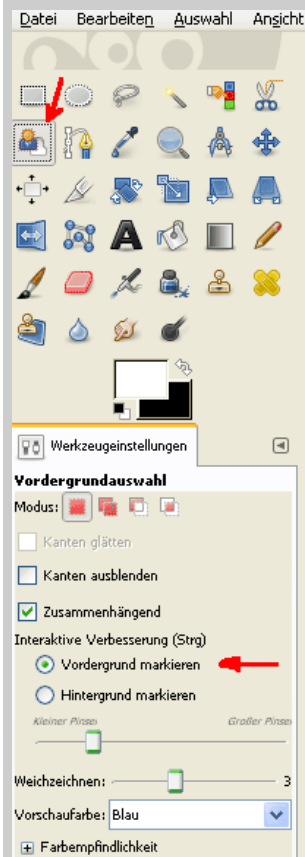 Datei Bearbeiten Auswahl Ansicht
Werkzeugeinstellungen
Vordergrundauswahl
Modus:
Kanten glätten
Kanten ausblenden
Zusammenhängend
Interaktive Verbesserung (Strg)
Vordergrund markieren
Hintergrund markieren
Kleiner Pinsel Großer Pinsel
Weichzeichnen: 3
Vorschaufarbe: Blau
Farbempfindlichkeit